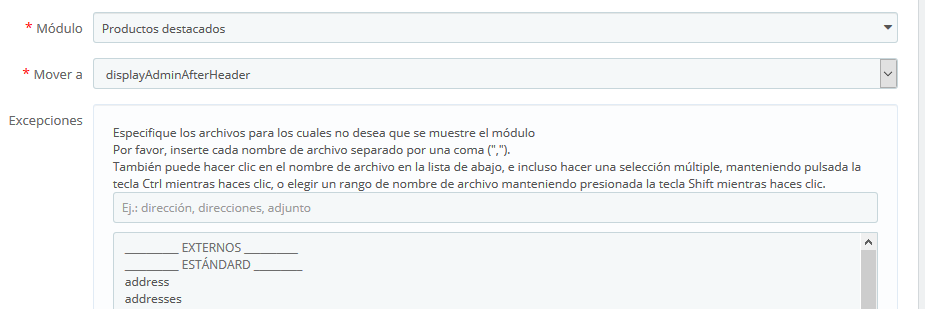 * Módulo
Productos destacados
* Mover a
displayAdminAfterHeader
Excepciones
Especifique los archivos para los cuales no desea que se muestre el módulo
Por favor, inserte cada nombre de archivo separado por una coma (",").
También puede hacer clic en el nombre de archivo en la lista de abajo, e incluso hacer una selección múltiple, manteniendo pulsada la
tecla Ctrl mientras haces clic, o elegir un rango de nombre de archivo manteniendo presionada la tecla Shift mientras haces clic.
Ej.: dirección, direcciones, adjunto
___________ EXTERNOS ___________
___________ ESTÁNDARD __________
address
addresses